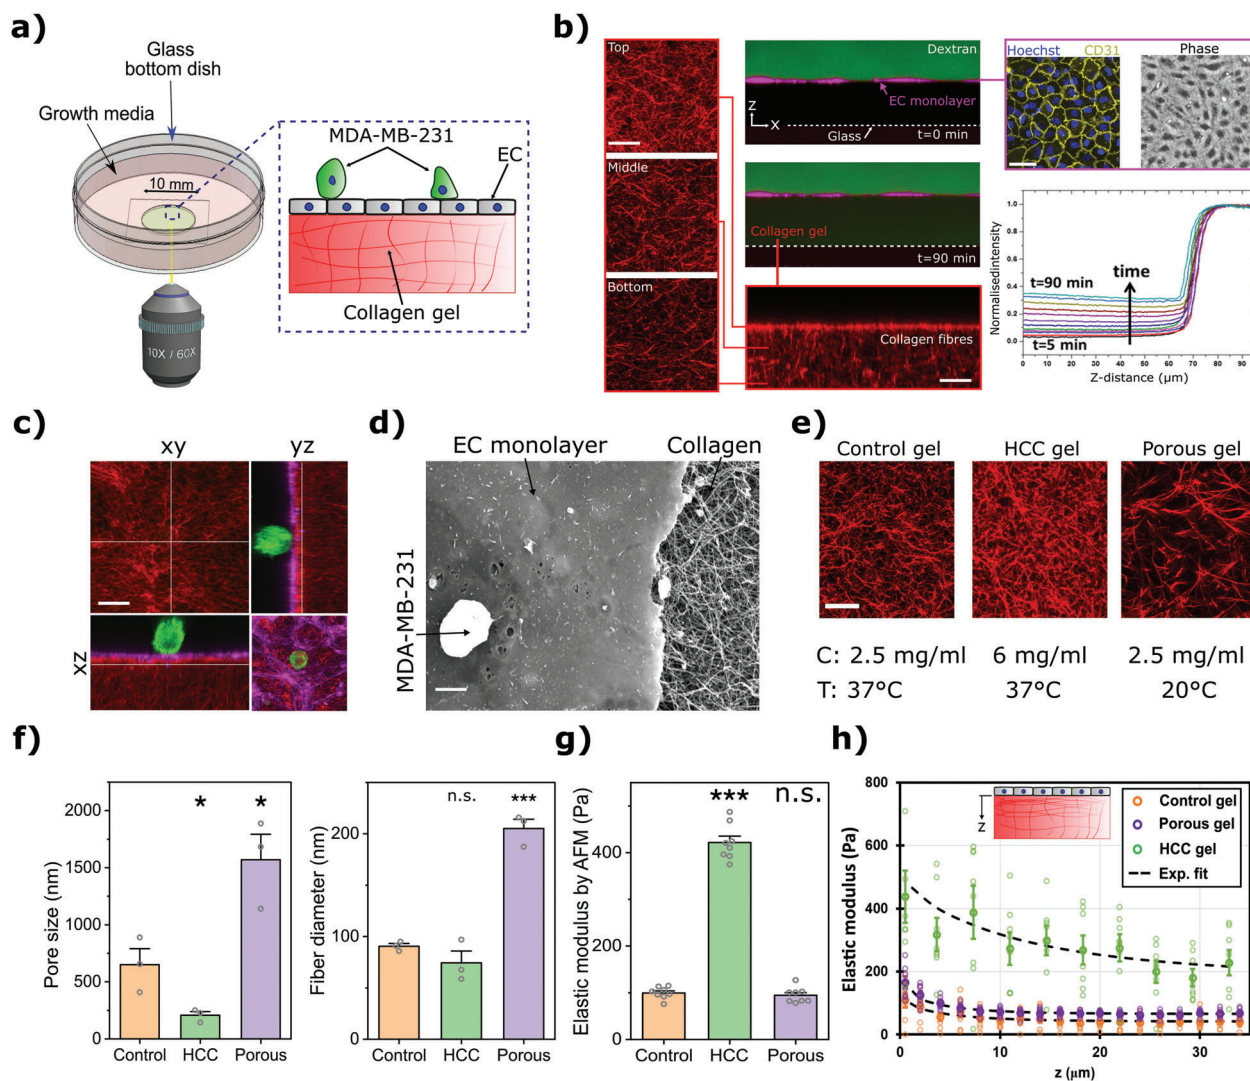 a)
Glass
bottom dish
Growth media
10 mm
10X / 60X
MDA-MB-231
EC
Collagen gel
b)
Top
Middle
Bottom
Dextran
EC monolayer
Z
X
Glass
t=0 min
Collagen gel
t=90 min
Collagen fibres
Hoechst CD31
Phase
Normalisedintensity
1.0
0.8
0.6
0.4
0.2
0.0
t=90 min
time
t=5 min
0 10 20 30 40 50 60 70 80 90
Z-distance (µm)
c)
xy
yz
xz
d)
EC monolayer
Collagen
MDA-MB-231
e)
Control gel HCC gel Porous gel
C: 2.5 mg/ml 6 mg/ml 2.5 mg/ml
T: 37°C 37°C 20°C
f)
Pore size (nm)
2000
1750
1500
1250
1000
750
500
250
0
* *
Control HCC Porous
Fiber diameter (nm)
200
100
0
n.s. ***
Control HCC Porous
g)
Elastic modulus by AFM (Pa)
400
200
0
*** n.s.
Control HCC Porous
h)
Elastic modulus (Pa)
800
600
400
200
0
z
Control gel
Porous gel
HCC gel
Exp. fit
0 10 20 30
z (µm)